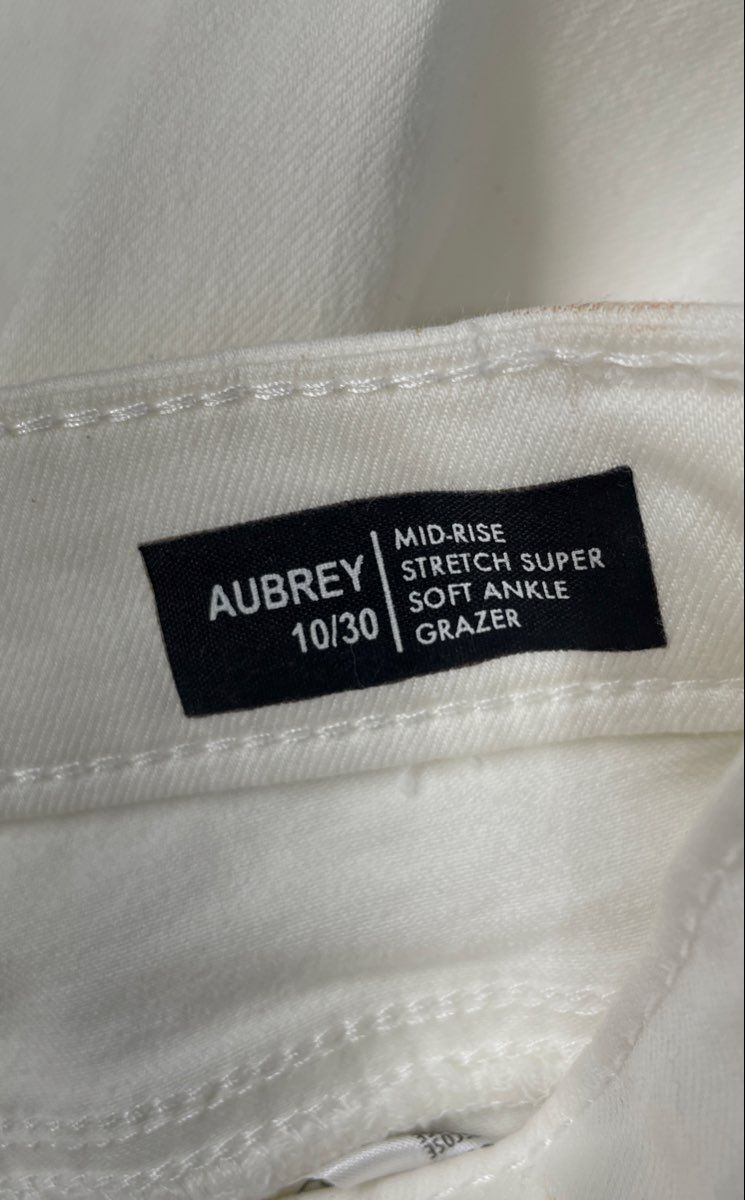 AUBREY
10/30
MID-RISE
STRETCH SUPER
SOFT ANKLE
GRAZER